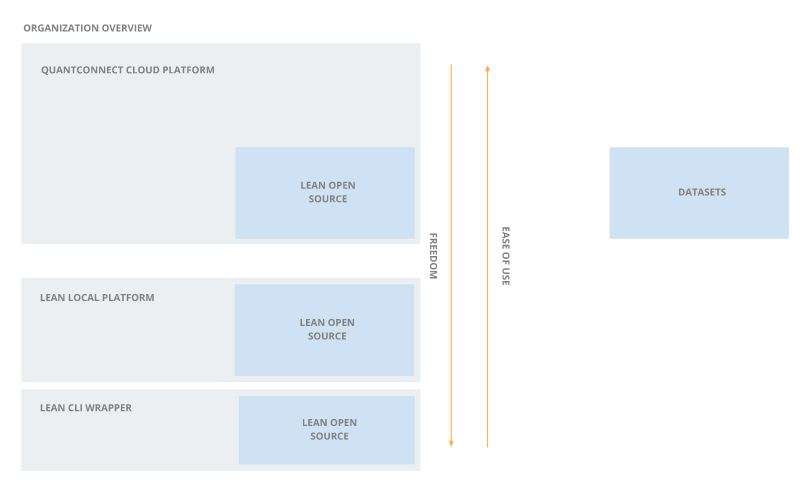 ORGANIZATION OVERVIEW
QUANTCONNECT CLOUD PLATFORM
LEAN OPEN
SOURCE
DATASETS
FREEDOM
EASE OF USE
LEAN LOCAL PLATFORM
LEAN OPEN
SOURCE
LEAN CLI WRAPPER
LEAN OPEN
SOURCE